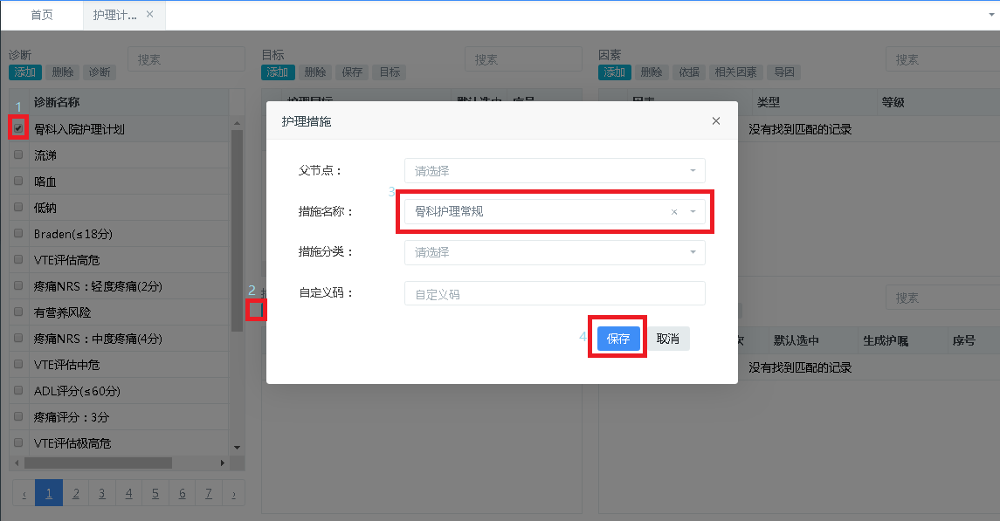 首页
护理计... ×
诊断
添加 删除 诊断
搜索
目标
添加 删除 保存 目标
搜索
因素
添加 删除 依据 相关因素 导因
搜索
诊断名称
护理目标 默认选中 序号
因素 类型 等级
没有找到匹配的记录
1
骨科入院护理计划
流涕
咯血
低钠
Braden(≤18分)
VTE评估高危
疼痛NRS：轻度疼痛(2分)
有营养风险
疼痛NRS：中度疼痛(4分)
VTE评估中危
ADL评分(≤60分)
疼痛评分：3分
VTE评估极高危
‹ 1 2 3 4 5 6 7 ›
2
护理措施 ×
父节点： 请选择
3
措施名称： 骨科护理常规 ×
措施分类： 请选择
自定义码： 自定义码
4
保存 取消
搜索
次 默认选中 生成护嘱 序号
没有找到匹配的记录